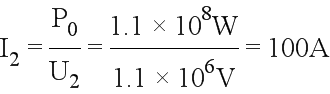 I₂ = P₀/U₂ = 1.1 × 10⁸W / 1.1 × 10⁶V = 100A